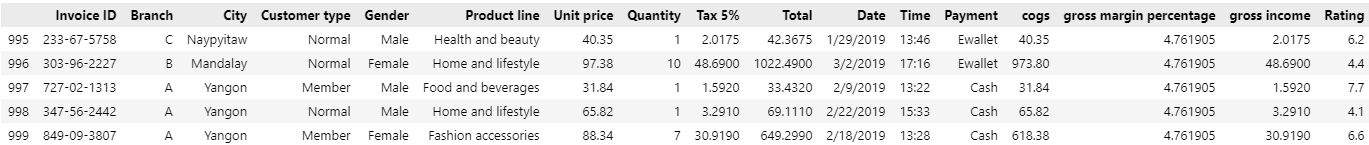 Invoice ID Branch City Customer type Gender Product line Unit price Quantity Tax 5% Total Date Time Payment cogs gross margin percentage gross income Rating
995 233-67-5758 C Naypyitaw Normal Male Health and beauty 40.35 1 2.0175 42.3675 1/29/2019 13:46 Ewallet 40.35 4.761905 2.0175 6.2
996 303-96-2227 B Mandalay Normal Female Home and lifestyle 97.38 10 48.6900 1022.4900 3/2/2019 17:16 Ewallet 973.80 4.761905 48.6900 4.4
997 727-02-1313 A Yangon Member Male Food and beverages 31.84 1 1.5920 33.4320 2/9/2019 13:22 Cash 31.84 4.761905 1.5920 7.7
998 347-56-2442 A Yangon Normal Male Home and lifestyle 65.82 1 3.2910 69.1110 2/22/2019 15:33 Cash 65.82 4.761905 3.2910 4.1
999 849-09-3807 A Yangon Member Female Fashion accessories 88.34 7 30.9190 649.2990 2/18/2019 13:28 Cash 618.38 4.761905 30.9190 6.6